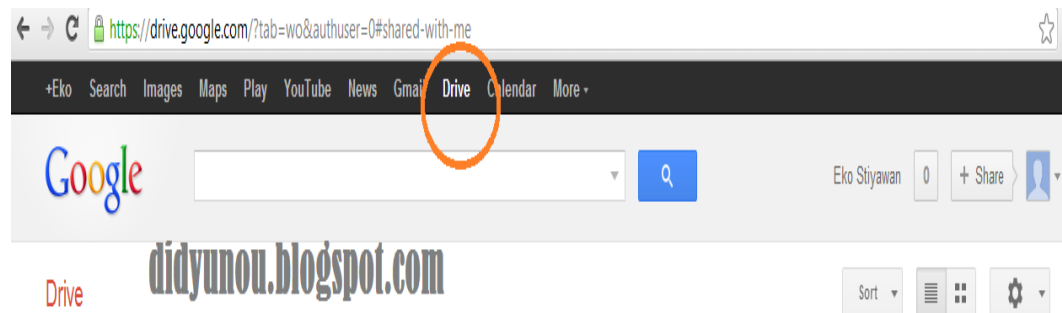 https://drive.google.com/?tab=wo&authuser=0#shared-with-me
+Eko Search Images Maps Play YouTube News Gmail Drive Calendar More
Google
Eko Stiyawan 0 + Share
didyunou.blogspot.com
Drive
Sort